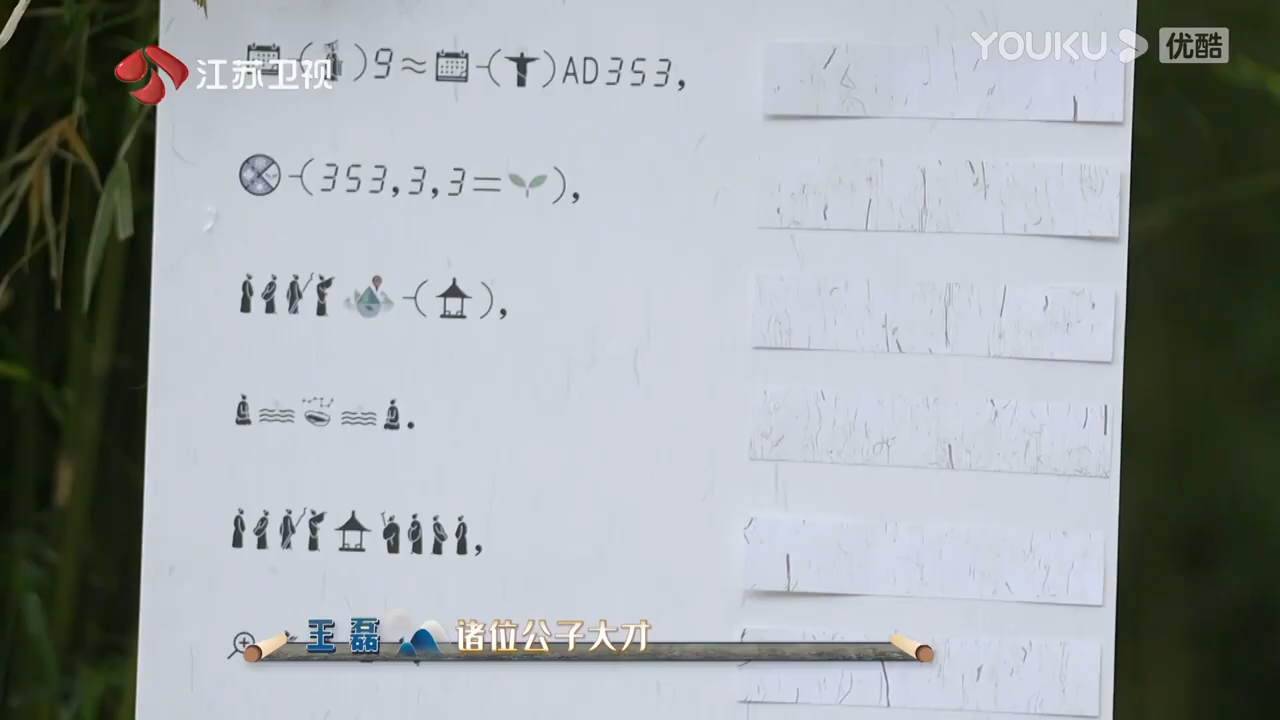 江苏卫视
YOUKU 优酷
( )9≈ -( )AD353,
-(353,3,3= ),
-( ),
.
,
王磊 诸位公子大才